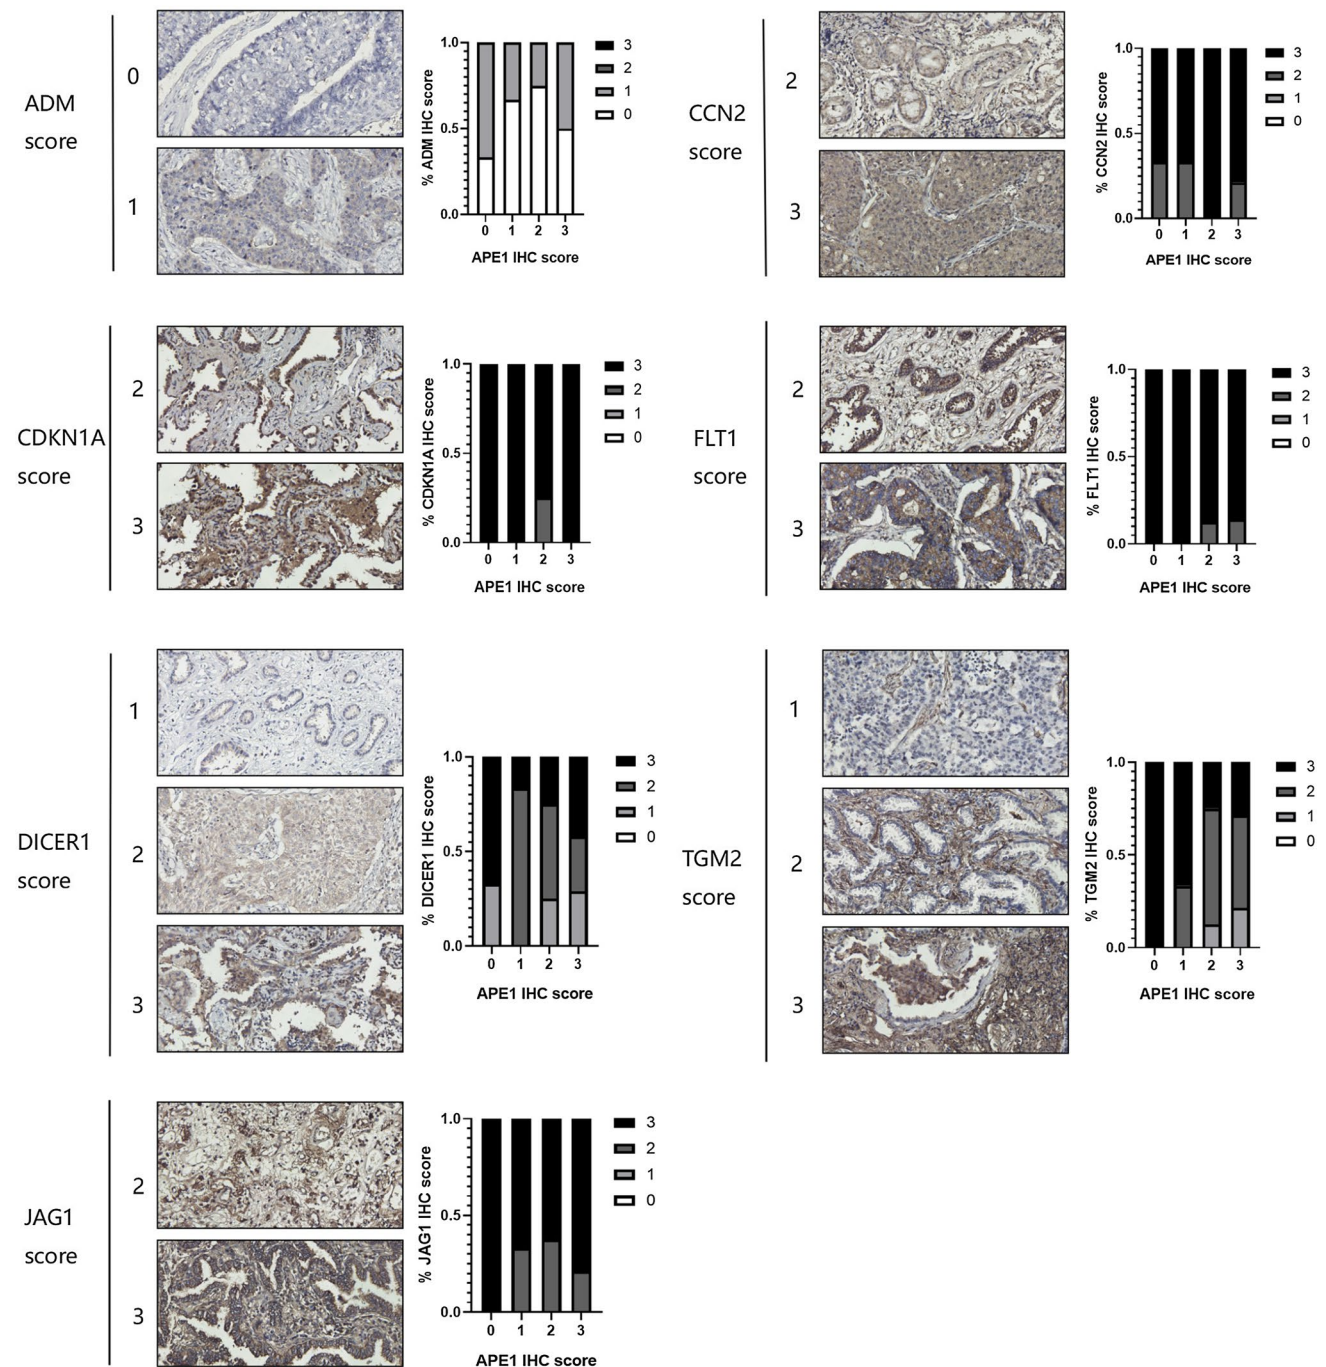 ADM
score
0
1
% ADM IHC score
1.0
0.5
0.0
0 1 2 3
APE1 IHC score
3
2
1
0
CCN2
score
2
3
% CCN2 IHC score
1.0
0.5
0.0
0 1 2 3
APE1 IHC score
3
2
1
0
CDKN1A
score
2
3
% CDKN1A IHC score
1.0
0.5
0.0
0 1 2 3
APE1 IHC score
3
2
1
0
FLT1
score
2
3
% FLT1 IHC score
1.0
0.5
0.0
0 1 2 3
APE1 IHC score
3
2
1
0
DICER1
score
1
2
3
% DICER1 IHC score
1.0
0.5
0.0
0 1 2 3
APE1 IHC score
3
2
1
0
TGM2
score
1
2
3
% TGM2 IHC score
1.0
0.5
0.0
0 1 2 3
APE1 IHC score
3
2
1
0
JAG1
score
2
3
% JAG1 IHC score
1.0
0.5
0.0
0 1 2 3
APE1 IHC score
3
2
1
0